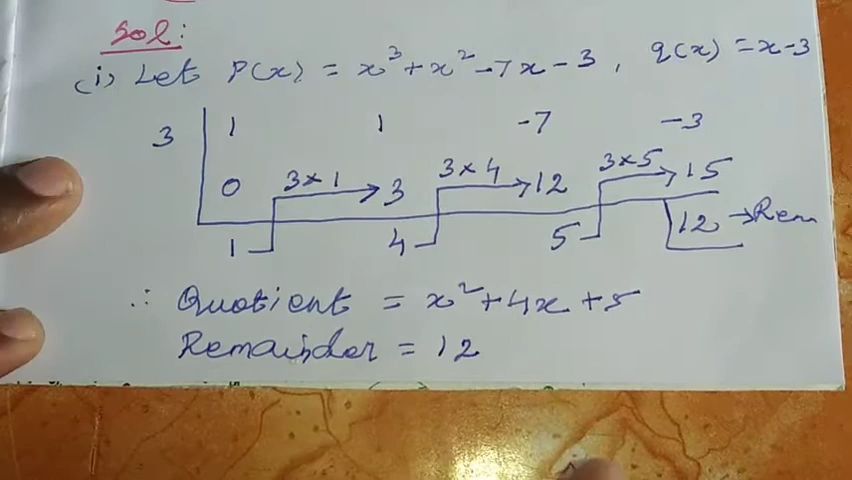 Sol:
(i) Let P(x) = x³+x²-7x-3, q(x) = x-3
3 1 1 -7 -3
0 3×1 3 3×4 12 3×5 15
1 4 5 12 → Rem
∴ Quotient = x²+4x+5
Remainder = 12